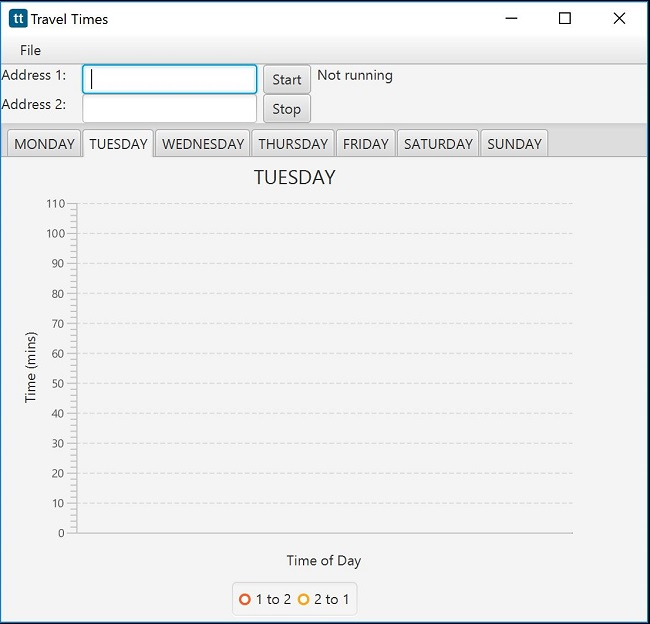 tt Travel Times
File
Address 1: Start Not running
Address 2: Stop
MONDAY TUESDAY WEDNESDAY THURSDAY FRIDAY SATURDAY SUNDAY
TUESDAY
110
100
90
80
70
60
50
40
30
20
10
0
Time (mins)
Time of Day
1 to 2 2 to 1